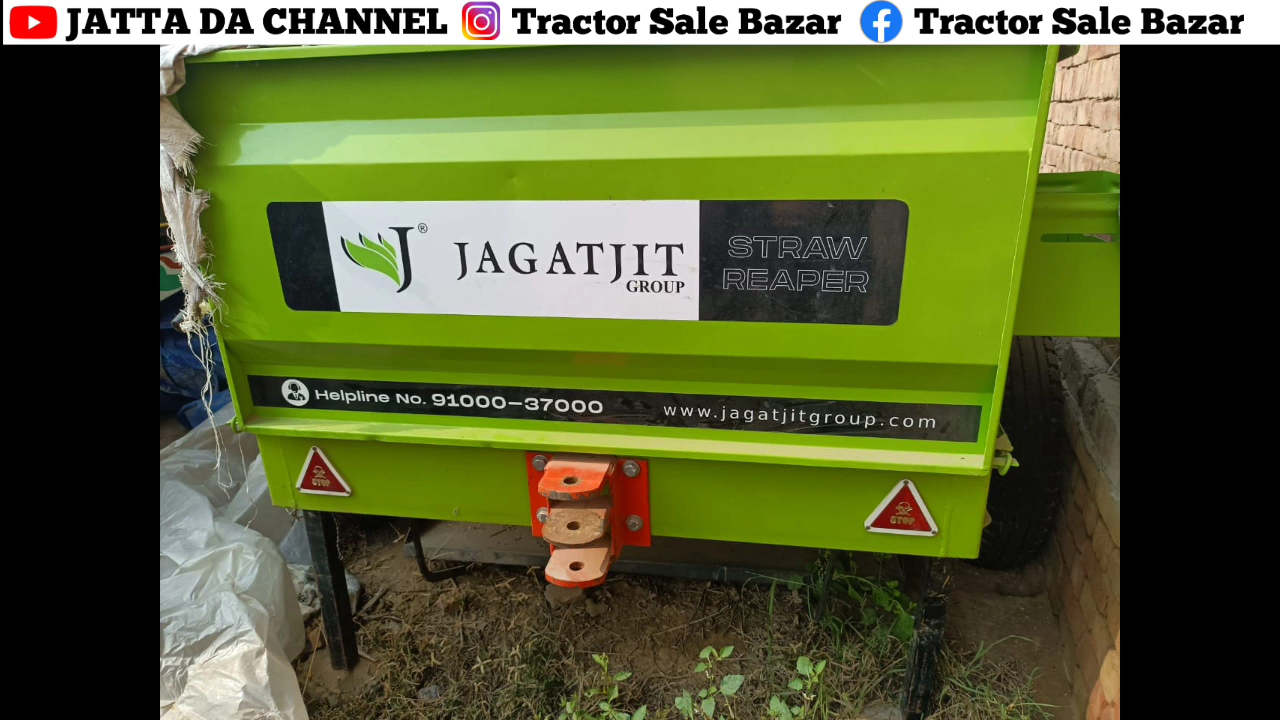 JATTA DA CHANNEL Tractor Sale Bazar Tractor Sale Bazar
J®
JAGATJIT
GROUP
STRAW
REAPER
Helpline No. 91000-37000
www.jagatjitgroup.com
STOP
STOP